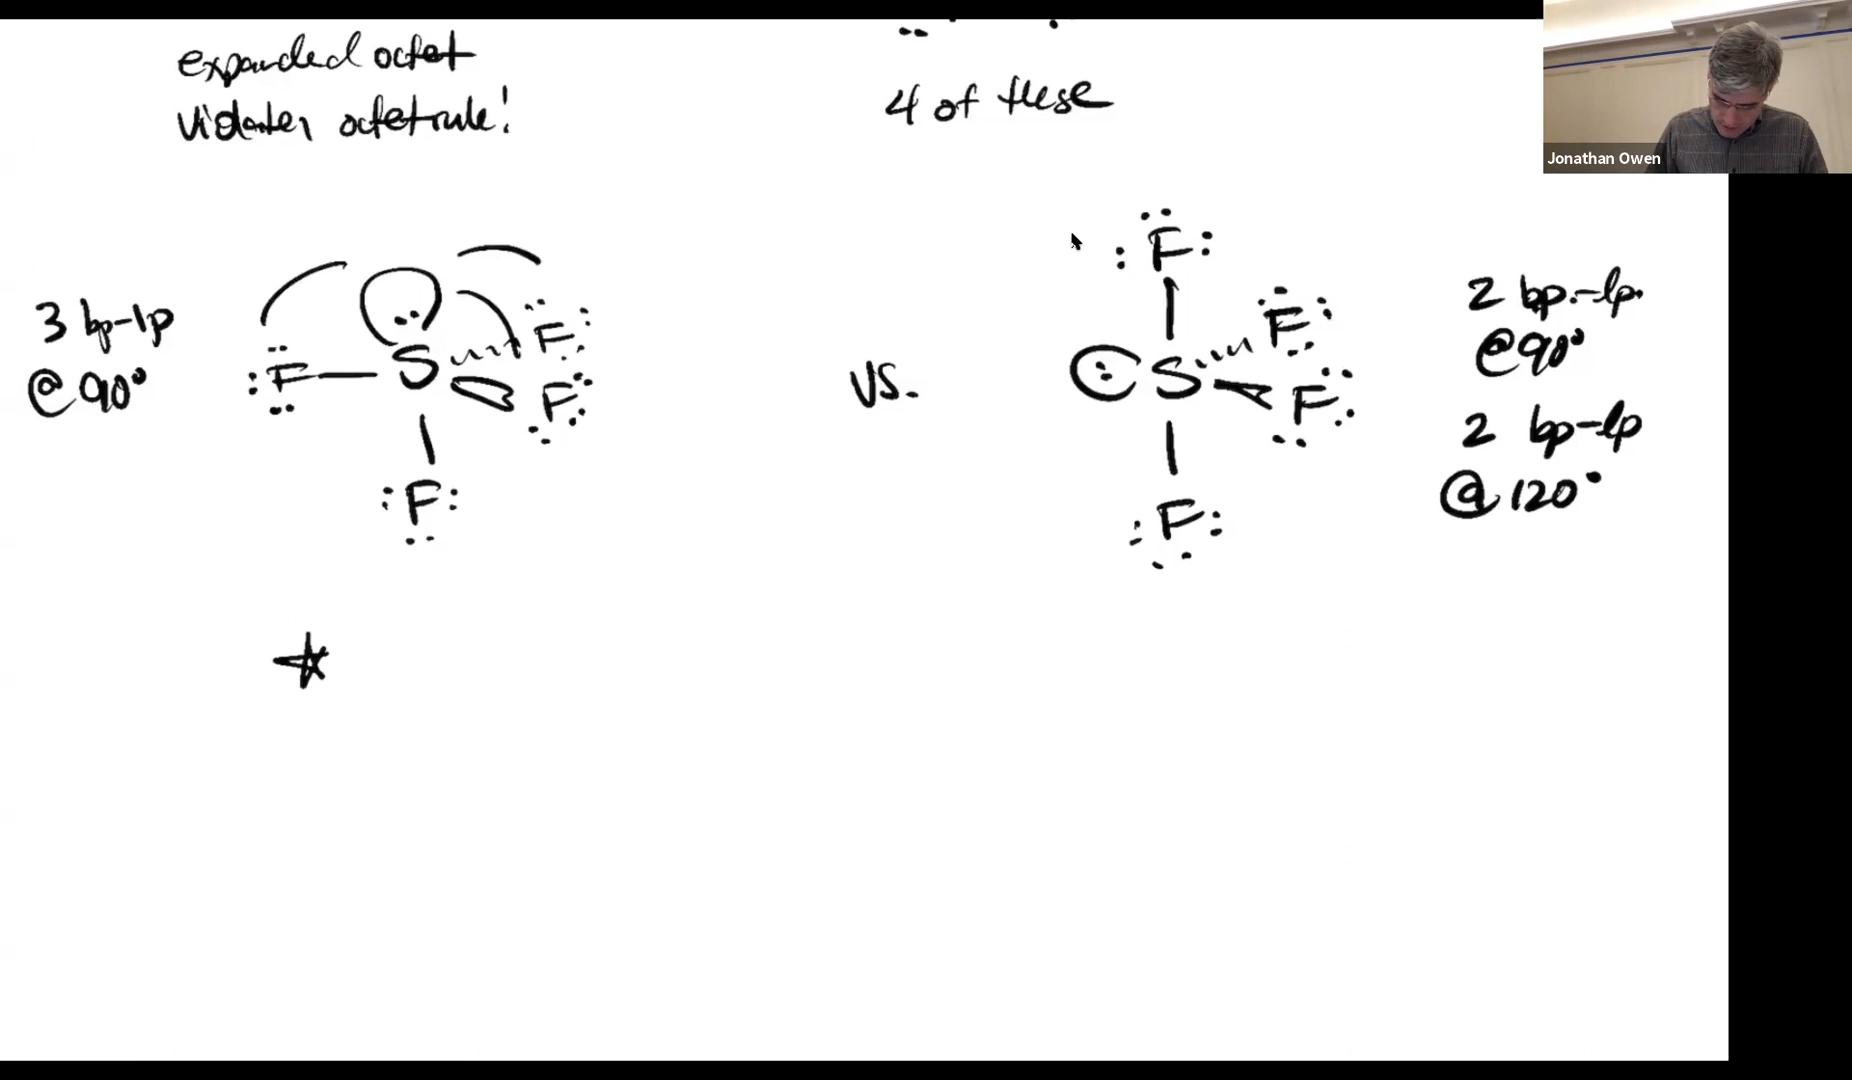 expanded octet
violates octet rule!
4 of these
Jonathan Owen
3 bp-lp
@ 90°
F
S
F
F
F
vs.
F
S
F
F
F
2 bp.-lp.
@ 90°
2 bp-lp
@ 120°